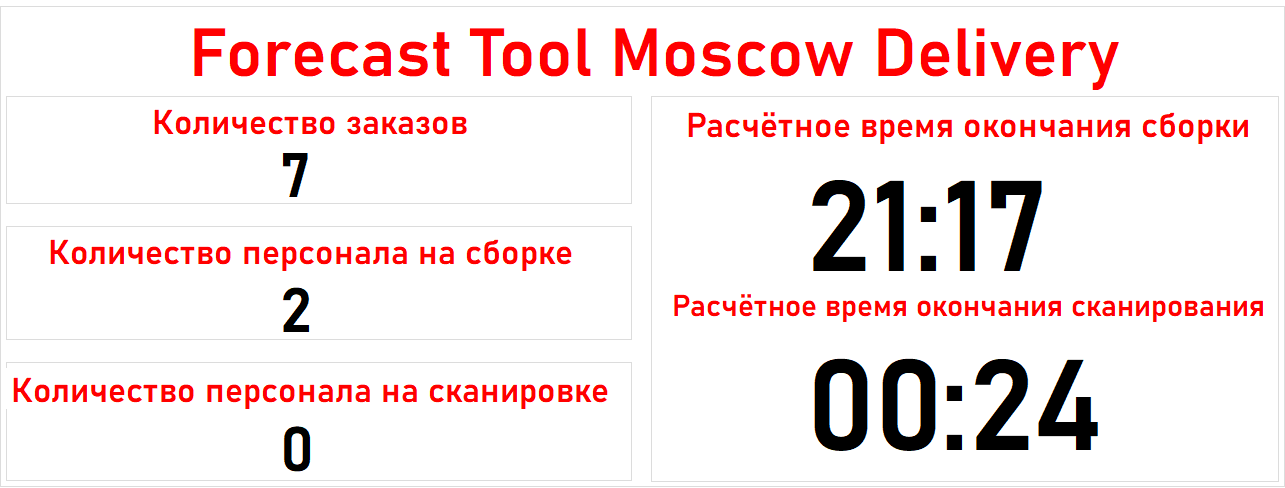 Forecast Tool Moscow Delivery
Количество заказов
7
Количество персонала на сборке
2
Количество персонала на сканировке
0
Расчётное время окончания сборки
21:17
Расчётное время окончания сканирования
00:24